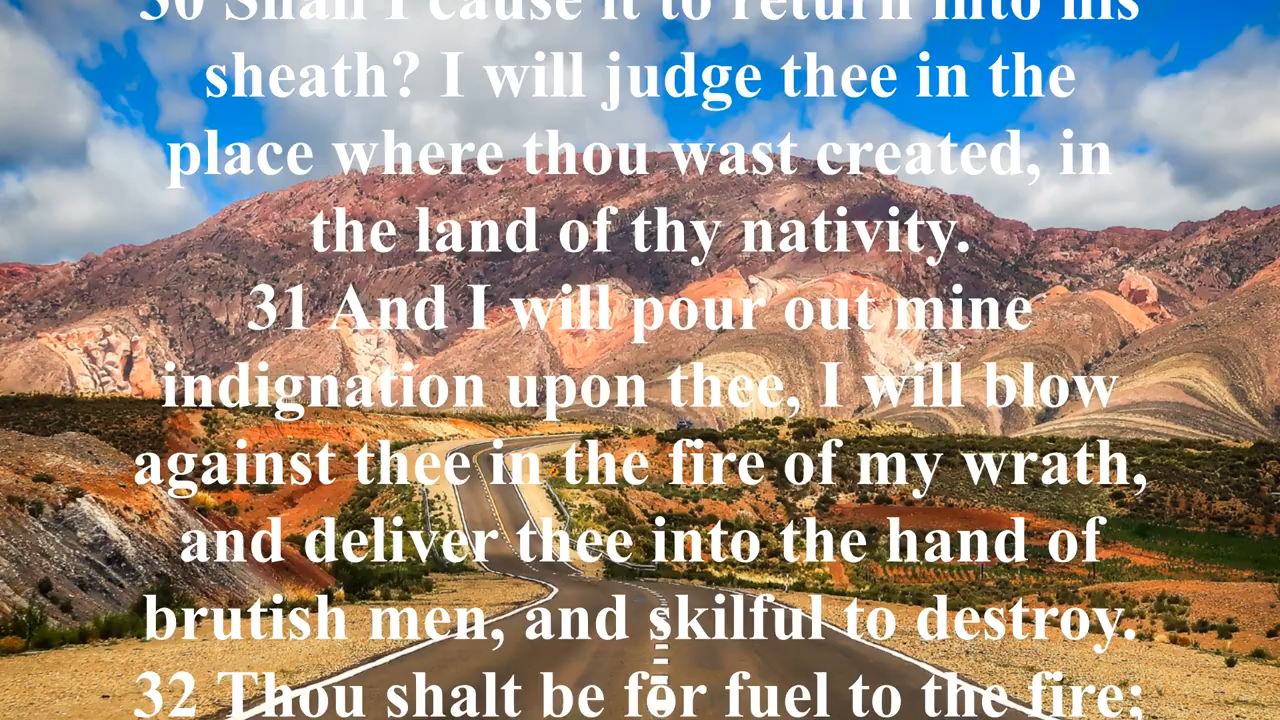 30 Shall I cause it to return into his
sheath? I will judge thee in the
place where thou wast created, in
the land of thy nativity.
31 And I will pour out mine
indignation upon thee, I will blow
against thee in the fire of my wrath,
and deliver thee into the hand of
brutish men, and skilful to destroy.
32 Thou shalt be for fuel to the fire;